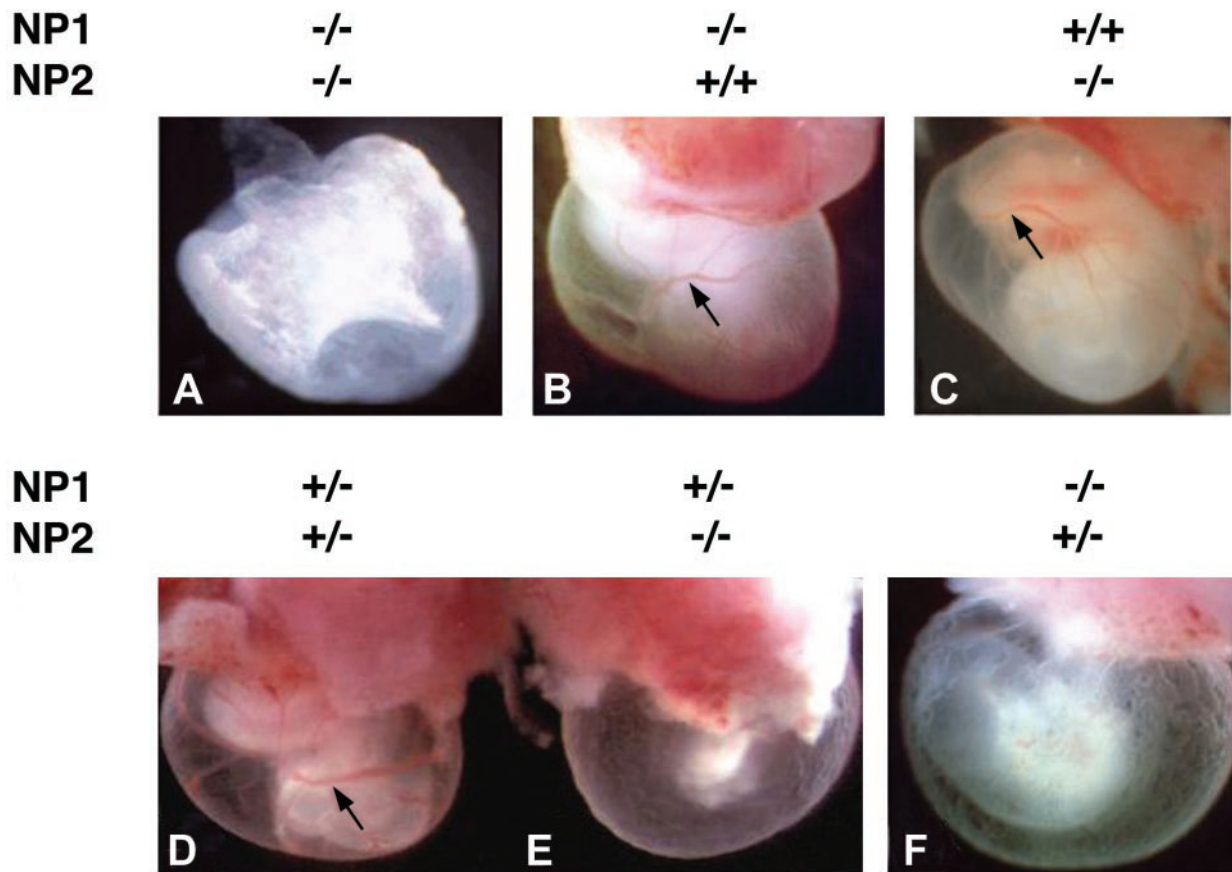 NP1 -/- -/- +/+
NP2 -/- +/+ -/-
A B C
NP1 +/- +/- -/-
NP2 +/- -/- +/-
D E F